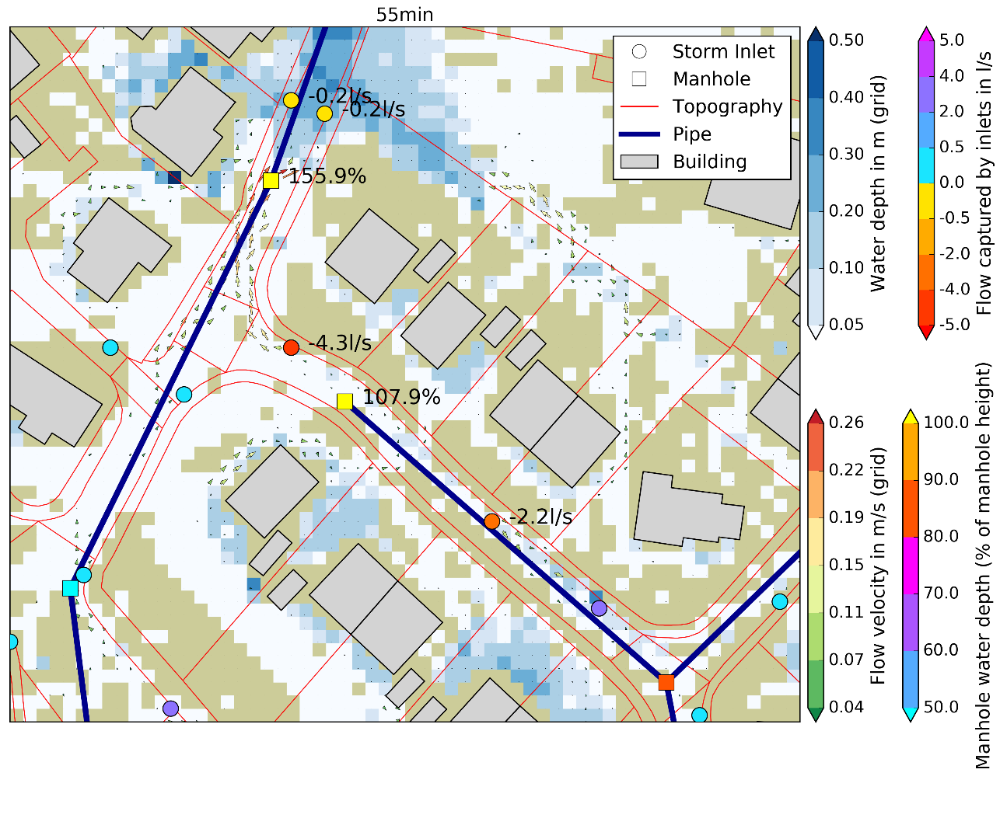 55min
Storm Inlet
Manhole
Topography
Pipe
Building
-0.2l/s
-0.2l/s
155.9%
-4.3l/s
107.9%
-2.2l/s
0.50
0.40
0.30
0.20
0.10
0.05
Water depth in m (grid)
5.0
4.0
2.0
0.5
0.0
-0.5
-2.0
-4.0
-5.0
Flow captured by inlets in l/s
0.26
0.22
0.19
0.15
0.11
0.07
0.04
Flow velocity in m/s (grid)
100.0
90.0
80.0
70.0
60.0
50.0
Manhole water depth (% of manhole height)